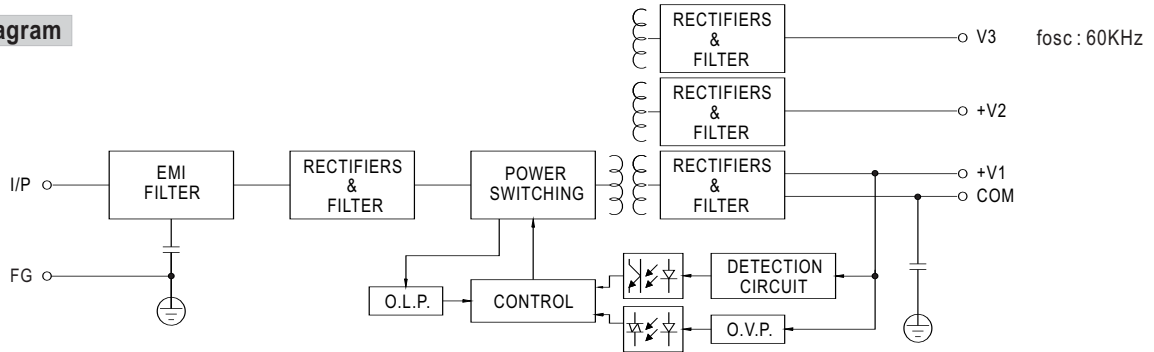 agram
RECTIFIERS
&
FILTER
V3
fosc : 60KHz
RECTIFIERS
&
FILTER
+V2
I/P
EMI
FILTER
RECTIFIERS
&
FILTER
POWER
SWITCHING
RECTIFIERS
&
FILTER
+V1
COM
FG
O.L.P.
CONTROL
DETECTION
CIRCUIT
O.V.P.